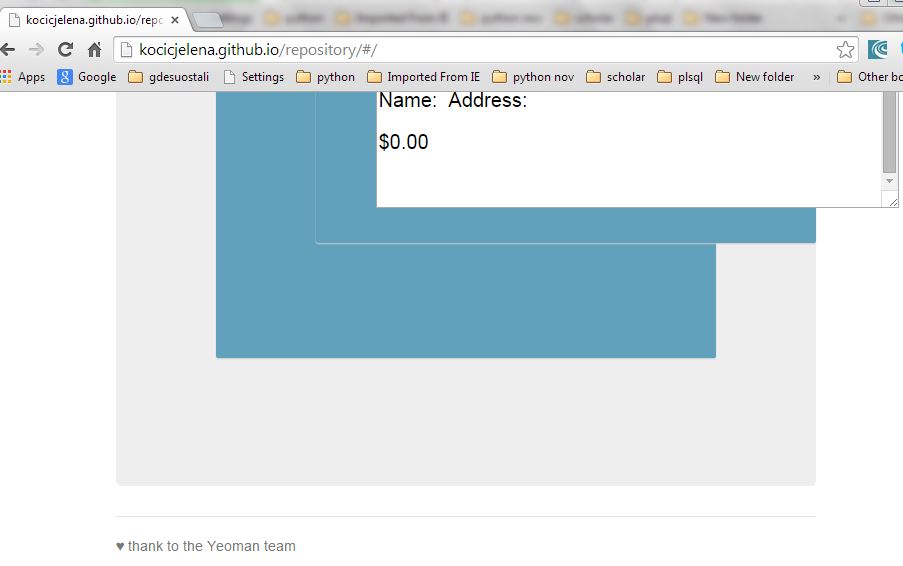 kocicjelena.github.io/repo
kocicjelena.github.io/repository/#/
Apps Google gdesuostali Settings python Imported From IE python nov scholar plsql New folder » Other bo
Name: Address:
$0.00
♥ thank to the Yeoman team